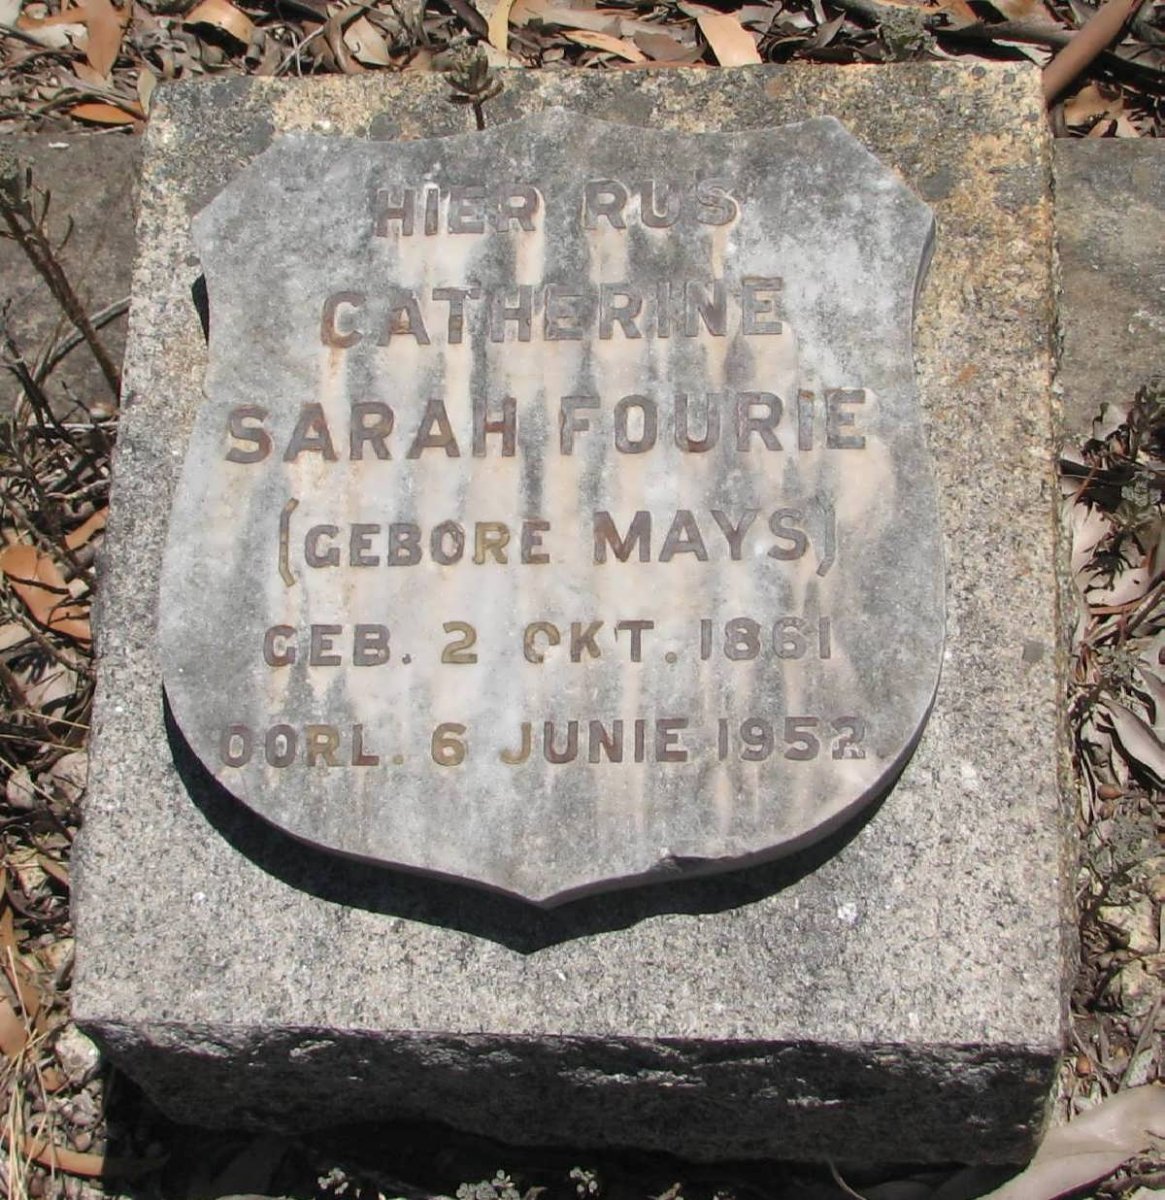 HIER RUS
CATHERINE
SARAH FOURIE
(GEBORE MAYS)
GEB. 2 OKT. 1861
OORL. 6 JUNIE 1952.